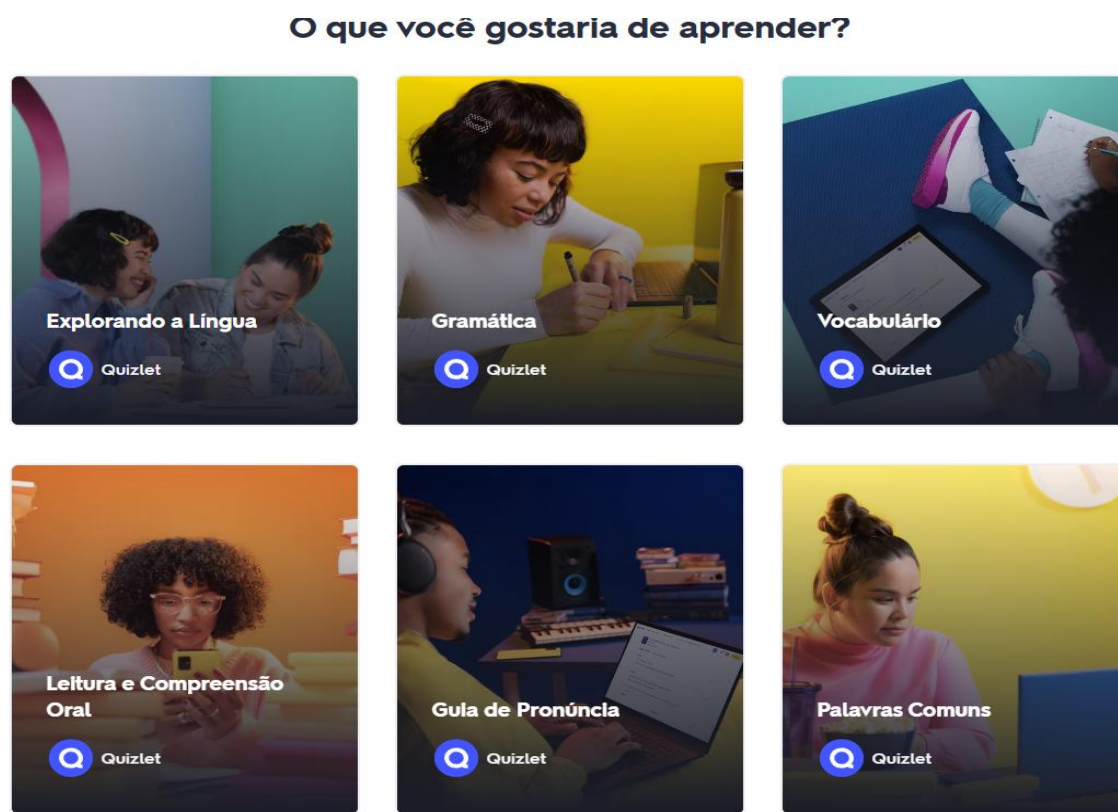 O que você gostaria de aprender?
Explorando a Língua
Quizlet
Gramática
Quizlet
Vocabulário
Quizlet
Leitura e Compreensão
Oral
Quizlet
Guia de Pronúncia
Quizlet
Palavras Comuns
Quizlet